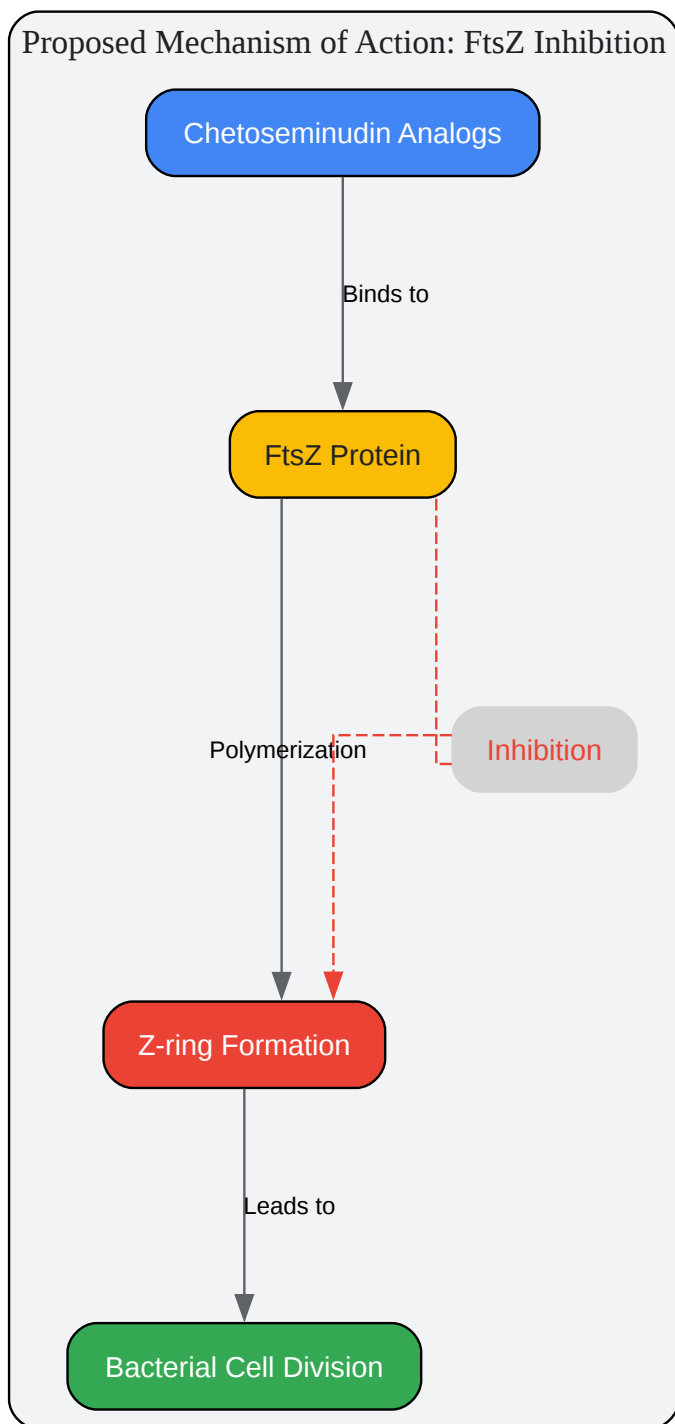 Proposed Mechanism of Action: FtsZ Inhibition
Chetoseminudin Analogs
Binds to
FtsZ Protein
Polymerization
Inhibition
Z-ring Formation
Leads to
Bacterial Cell Division